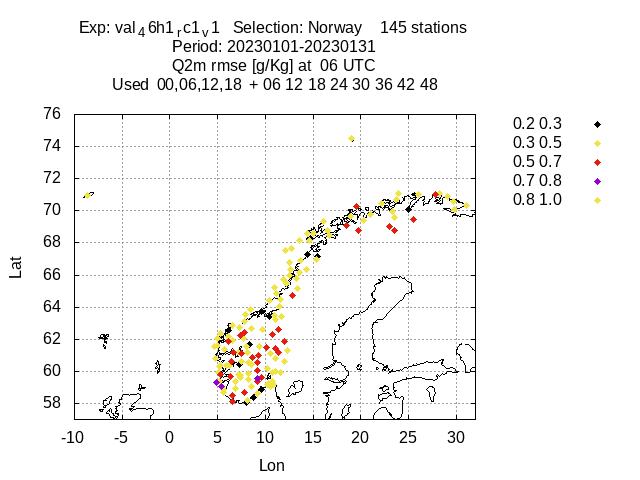 Exp: val46h1rc1v1 Selection: Norway 145 stations
Period: 20230101-20230131
Q2m rmse [g/Kg] at 06 UTC
Used 00,06,12,18 + 06 12 18 24 30 36 42 48
76
74
72
70
68
66
64
62
60
58
Lat
-10 -5 0 5 10 15 20 25 30
Lon
0.2 0.3
0.3 0.5
0.5 0.7
0.7 0.8
0.8 1.0